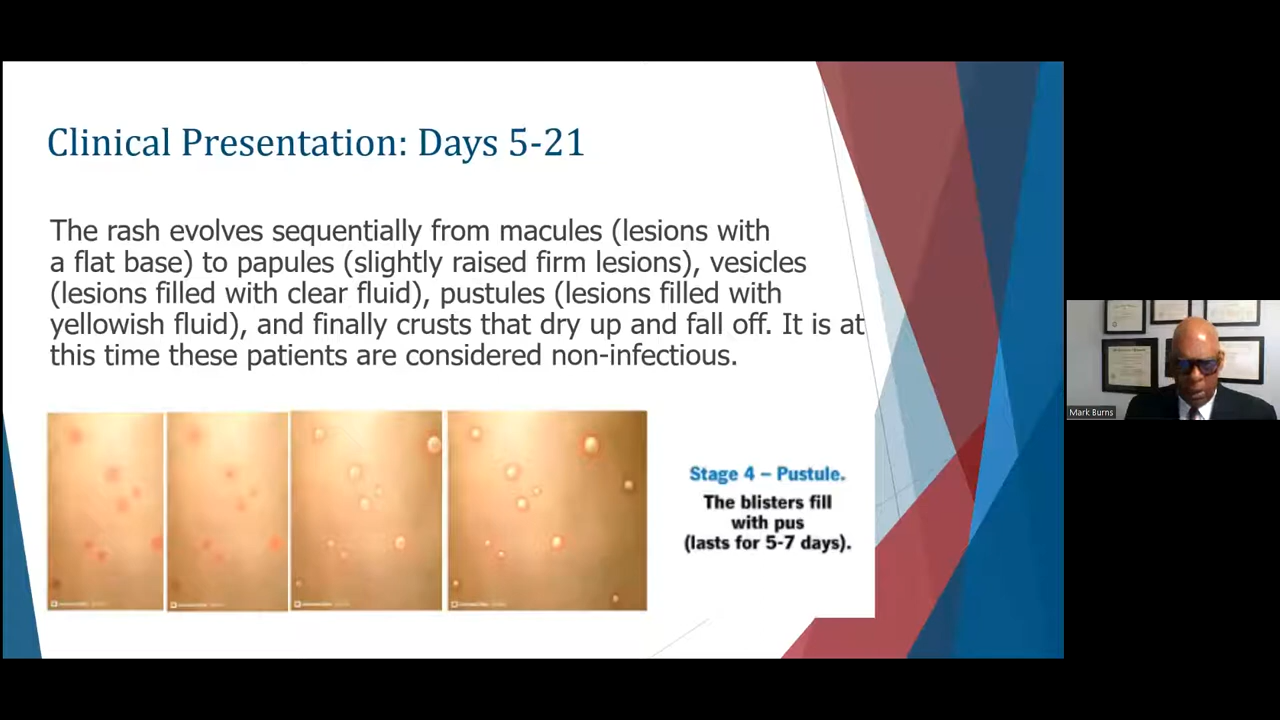 Clinical Presentation: Days 5-21
The rash evolves sequentially from macules (lesions with
a flat base) to papules (slightly raised firm lesions), vesicles
(lesions filled with clear fluid), pustules (lesions filled with
yellowish fluid), and finally crusts that dry up and fall off. It is at
this time these patients are considered non-infectious.
Stage 4 – Pustule.
The blisters fill
with pus
(lasts for 5-7 days).
Mark Burns